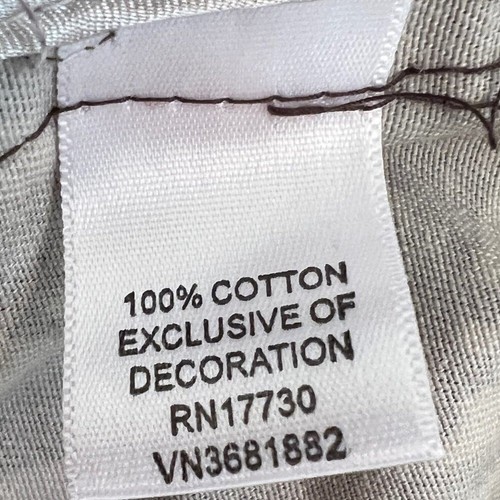 100% COTTON
EXCLUSIVE OF
DECORATION
RN17730
VN3681882